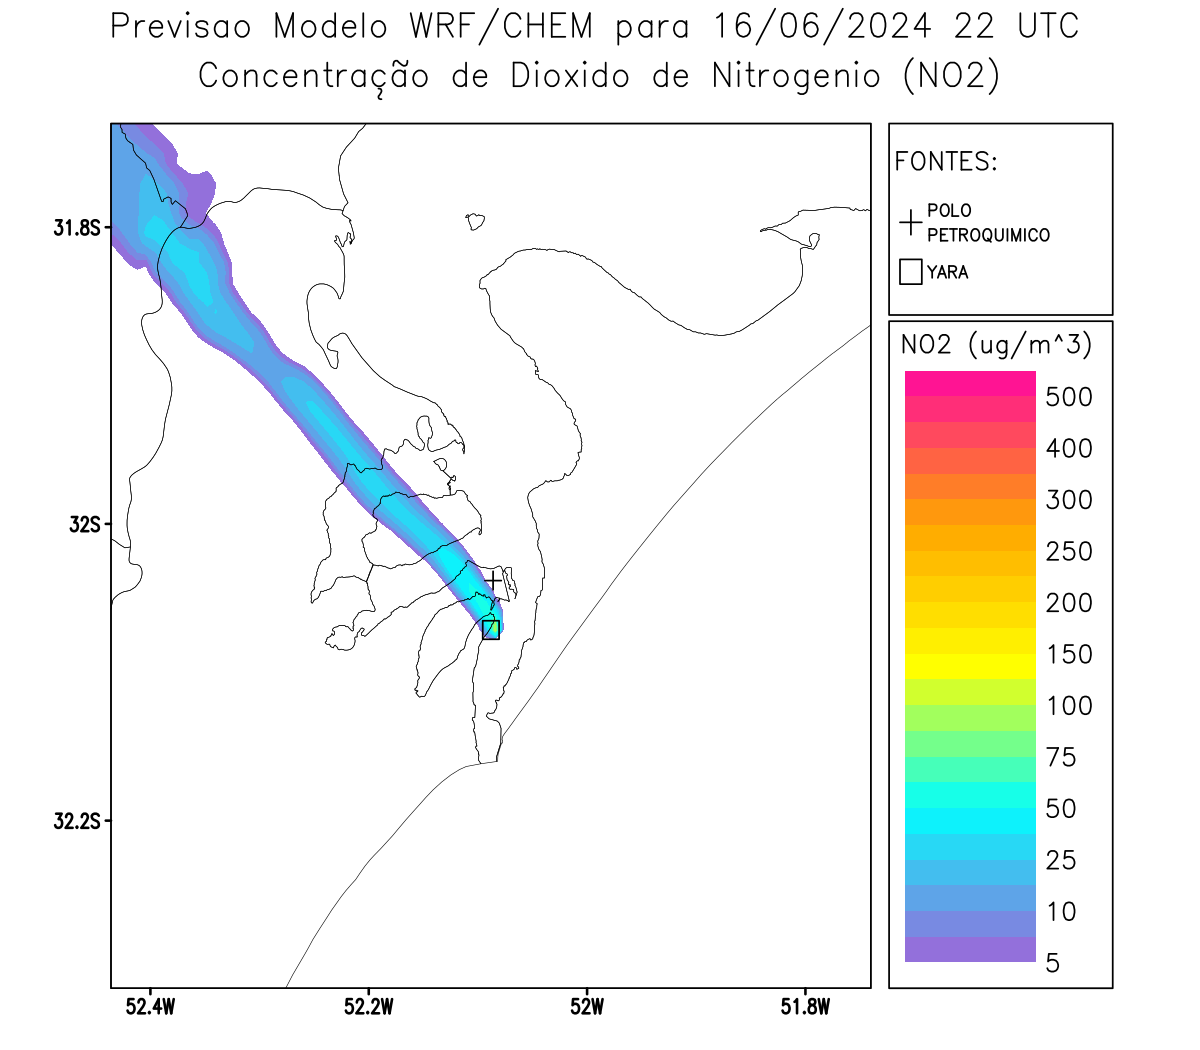 Previsao Modelo WRF/CHEM para 16/06/2024 22 UTC
Concentração de Dioxido de Nitrogenio (NO2)
FONTES:
POLO
PETROQUIMICO
YARA
NO2 (ug/m^3)
500
400
300
250
200
150
100
75
50
25
10
5
31.8S
32S
32.2S
52.4W
52.2W
52W
51.8W